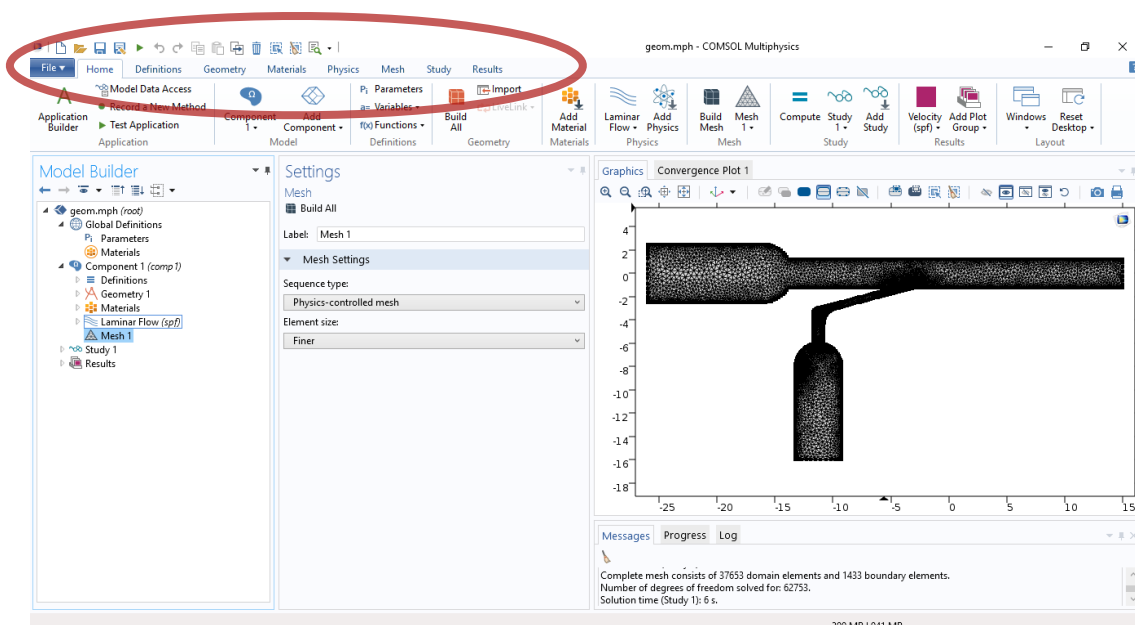 geom.mph - COMSOL Multiphysics
File Home Definitions Geometry Materials Physics Mesh Study Results
Model Data Access
Record a New Method
Test Application
Application Builder
Application
Component 1
Add Component
Model
Pi Parameters
a= Variables
f(x) Functions
Definitions
Build All
Import
LiveLink
Geometry
Add Material
Materials
Laminar Flow
Add Physics
Physics
Build Mesh
Mesh 1
Mesh
Compute
Study 1
Add Study
Study
Velocity (spf)
Add Plot Group
Results
Windows
Reset Desktop
Layout
Model Builder
geom.mph (root)
Global Definitions
Pi Parameters
Materials
Component 1 (comp1)
Definitions
Geometry 1
Materials
Laminar Flow (spf)
Mesh 1
Study 1
Results
Settings
Mesh
Build All
Label: Mesh 1
Mesh Settings
Sequence type:
Physics-controlled mesh
Element size:
Finer
Graphics Convergence Plot 1
4
2
0
-2
-4
-6
-8
-10
-12
-14
-16
-18
-25 -20 -15 -10 -5 0 5 10 15
Messages Progress Log
Complete mesh consists of 37653 domain elements and 1433 boundary elements.
Number of degrees of freedom solved for: 62753.
Solution time (Study 1): 6 s.